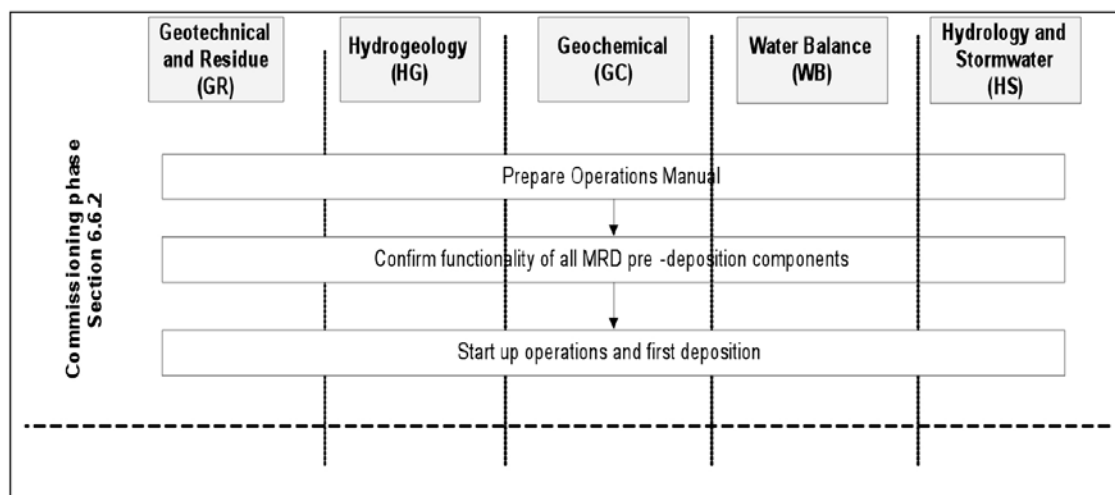 Geotechnical
and Residue
(GR)
Hydrogeology
(HG)
Geochemical
(GC)
Water Balance
(WB)
Hydrology and
Stormwater
(HS)
Commissioning phase
Section 6.6.2
Prepare Operations Manual
Confirm functionality of all MRD pre -deposition components
Start up operations and first deposition